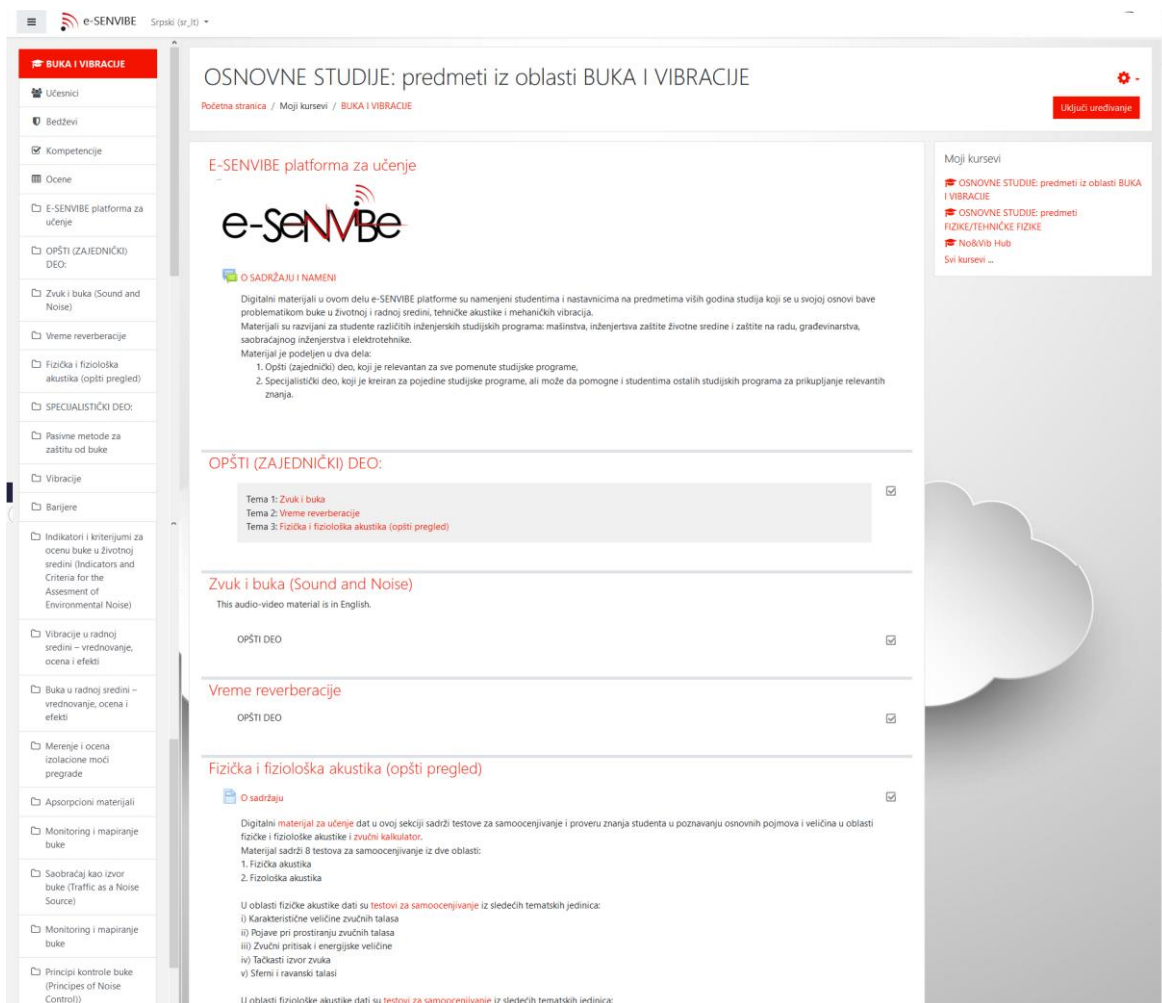 e-SENVIBE Srpski (sr_lt)
BUKA I VIBRACIJE
Učesnici
Bedževi
Kompetencije
Ocene
E-SENVIBE platforma za
učenje
OPŠTI (ZAJEDNIČKI)
DEO:
Zvuk i buka (Sound and
Noise)
Vreme reverberacije
Fizička i fiziološka
akustika (opšti pregled)
SPECIJALISTIČKI DEO:
Pasivne metode za
zaštitu od buke
Vibracije
Barijere
Indikatori i kriterijumi za
ocenu buke u životnoj
sredini (Indicators and
Criteria for the
Assesment of
Environmental Noise)
Vibracije u radnoj
sredini – vrednovanje,
ocena i efekti
Buka u radnoj sredini –
vrednovanje, ocena i
efekti
Merenje i ocena
izolacione moći
pregrade
Apsorpcioni materijali
Monitoring i mapiranje
buke
Saobraćaj kao izvor
buke (Traffic as a Noise
Source)
Monitoring i mapiranje
buke
Principi kontrole buke
(Principes of Noise
Control))
OSNOVNE STUDIJE: predmeti iz oblasti BUKA I VIBRACIJE
Početna stranica / Moji kursevi / BUKA I VIBRACIJE
Uključi uređivanje
E-SENVIBE platforma za učenje
e-SENVIBe
O SADRŽAJU I NAMENI
Digitalni materijali u ovom delu e-SENVIBE platforme su namenjeni studentima i nastavnicima na predmetima viših godina studija koji se u svojoj osnovi bave
problematikom buke u životnoj i radnoj sredini, tehničke akustike i mehaničkih vibracija.
Materijali su razvijani za studente različitih inženjerskih studijskih programa: mašinstva, inženjertsva zaštite životne sredine i zaštite na radu, građevinarstva,
saobraćajnog inženjerstva i elektrotehnike.
Materijal je podeljen u dva dela:
1. Opšti (zajednički) deo, koji je relevantan za sve pomenute studijske programe,
2. Specijalistički deo, koji je kreiran za pojedine studijske programe, ali može da pomogne i studentima ostalih studijskih programa za prikupljanje relevantih
znanja.
OPŠTI (ZAJEDNIČKI) DEO:
Tema 1: Zvuk i buka
Tema 2: Vreme reverberacije
Tema 3: Fizička i fiziološka akustika (opšti pregled)
Zvuk i buka (Sound and Noise)
This audio-video material is in English.
OPŠTI DEO
Vreme reverberacije
OPŠTI DEO
Fizička i fiziološka akustika (opšti pregled)
O sadržaju
Digitalni materijal za učenje dat u ovoj sekciji sadrži testove za samoocenjivanje i proveru znanja studenta u poznavanju osnovnih pojmova i veličina u oblasti
fizičke i fiziološke akustike i zvučni kalkulator.
Materijal sadrži 8 testova za samoocenjivanje iz dve oblasti:
1. Fizička akustika
2. Fizološka akustika
U oblasti fizičke akustike dati su testovi za samoocenjivanje iz sledećih tematskih jedinica:
i) Karakteristične veličine zvučnih talasa
ii) Pojave pri prostiranju zvučnih talasa
iii) Zvučni pritisak i energijske veličine
iv) Tačkasti izvor zvuka
v) Sferni i ravanski talasi
U oblasti fiziološke akustike dati su testovi za samoocenjivanje iz sledećih tematskih jedinica:
Moji kursevi
OSNOVNE STUDIJE: predmeti iz oblasti BUKA
I VIBRACIJE
OSNOVNE STUDIJE: predmeti
FIZIKE/TEHNIČKE FIZIKE
No&Vib Hub
Svi kursevi ...